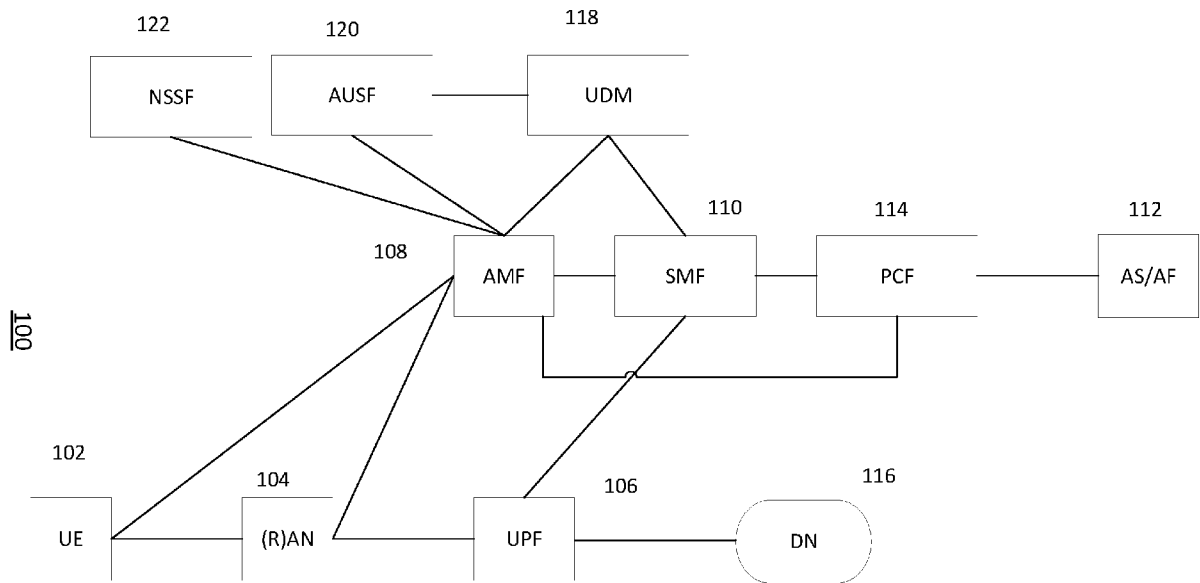 122
120
118
NSSF
AUSF
UDM
108
110
114
112
AMF
SMF
PCF
AS/AF
100
102
104
106
116
UE
(R)AN
UPF
DN